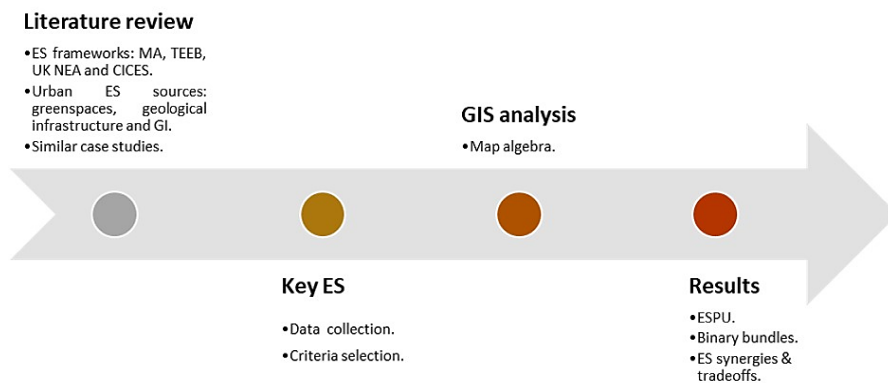 Literature review
•ES frameworks: MA, TEEB,
UK NEA and CICES.
•Urban ES sources:
greenspaces, geological
infrastructure and GI.
•Similar case studies.
GIS analysis
•Map algebra.
Key ES
•Data collection.
•Criteria selection.
Results
•ESPU.
•Binary bundles.
•ES synergies &
tradeoffs.